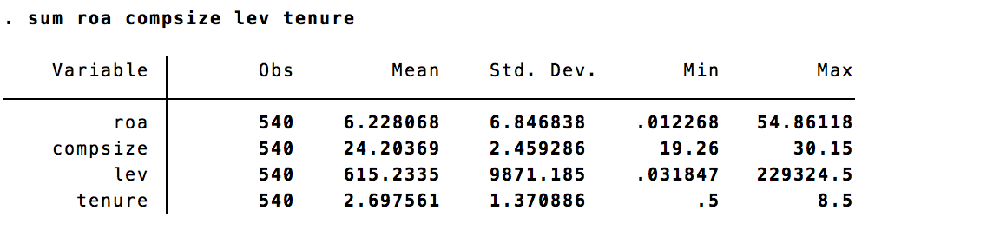 . sum roa compsize lev tenure
Variable Obs Mean Std. Dev. Min Max
roa 540 6.228068 6.846838 .012268 54.86118
compsize 540 24.20369 2.459286 19.26 30.15
lev 540 615.2335 9871.185 .031847 229324.5
tenure 540 2.697561 1.370886 .5 8.5